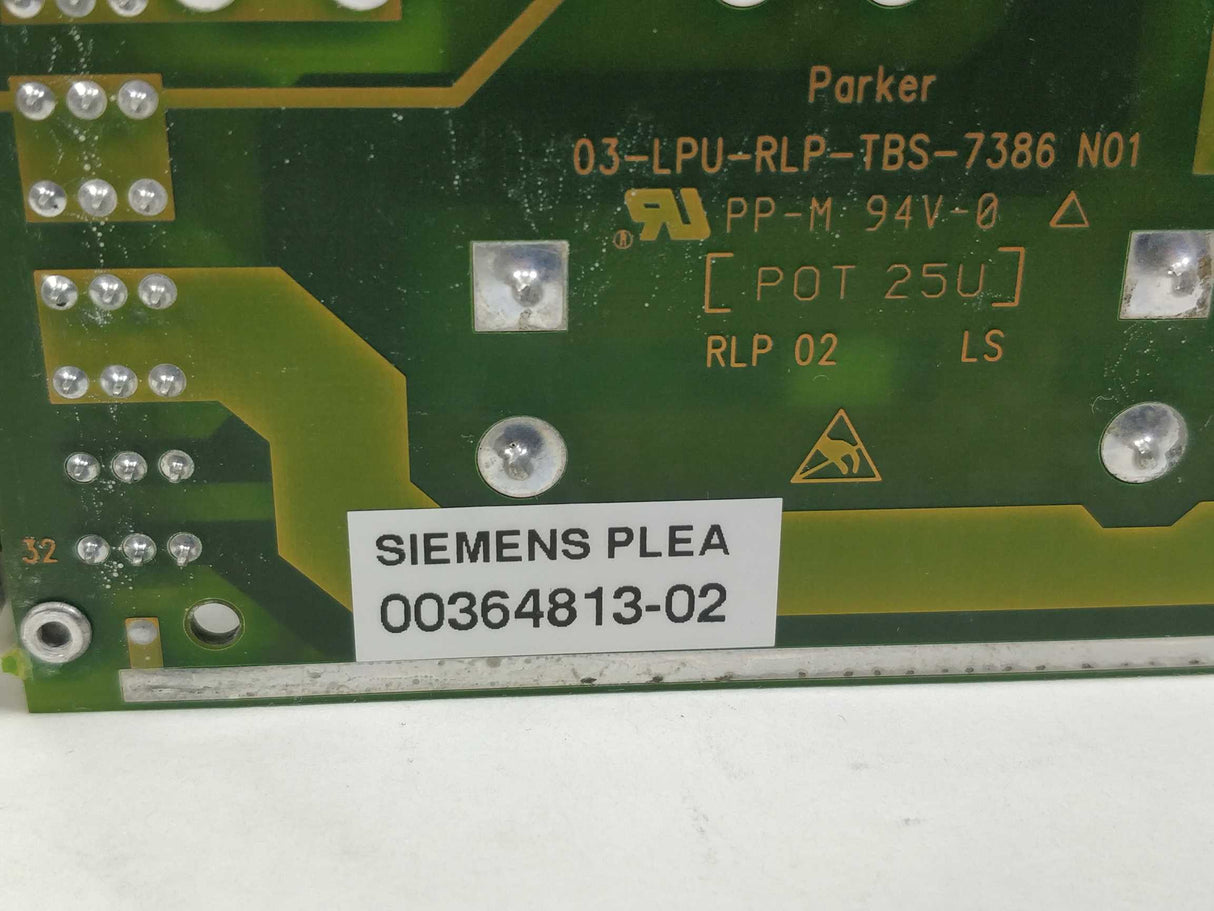 Parker
03-LPU-RLP-TBS-7386 N01
® RU PP-M 94V-0
[POT 25U]
RLP 02 LS
SIEMENS PLEA
32
00364813-02